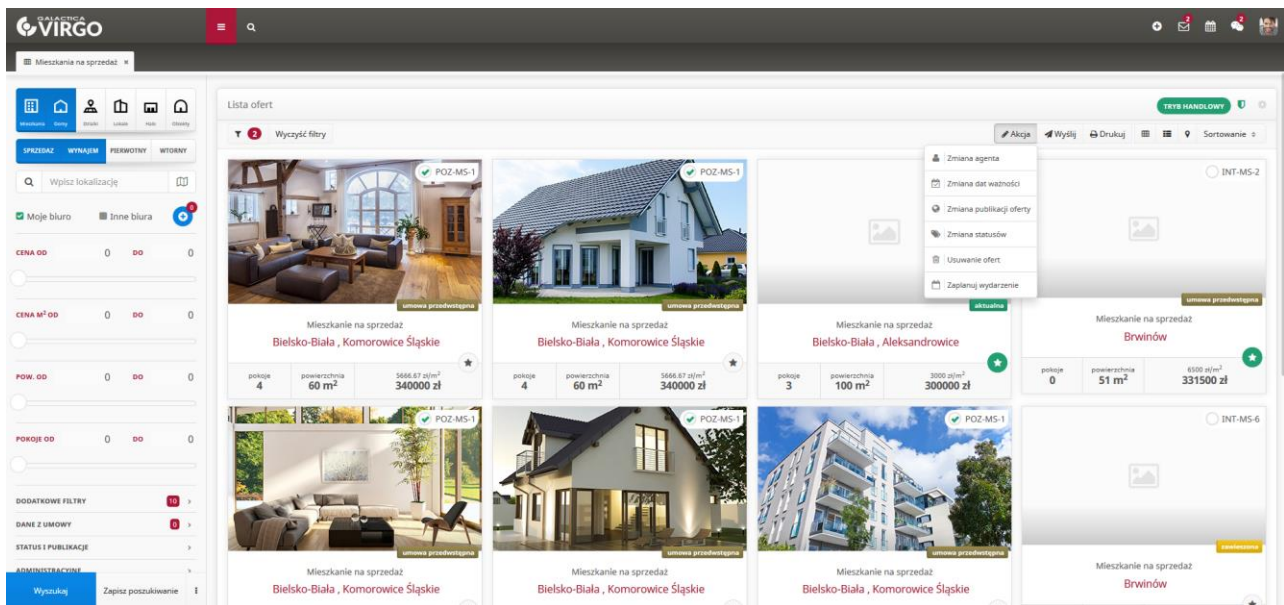 GALACTICA
VIRGO
2
2
Mieszkania na sprzedaż ×
Mieszkania Domy Działki Lokale Hale Obiekty
SPRZEDAŻ WYNAJEM PIERWOTNY WTÓRNY
Wpisz lokalizację
Moje biuro Inne biura 0
CENA OD 0 DO 0
CENA M² OD 0 DO 0
POW. OD 0 DO 0
POKOJE OD 0 DO 0
DODATKOWE FILTRY 10 ›
DANE Z UMOWY 0 ›
STATUS I PUBLIKACJE ›
ADMINISTRACYJNE ›
Wyszukaj Zapisz poszukiwanie
Lista ofert TRYB HANDLOWY
2 Wyczyść filtry Akcja Wyślij Drukuj Sortowanie
Zmiana agenta
Zmiana dat ważności
Zmiana publikacji oferty
Zmiana statusów
Usuwanie ofert
Zaplanuj wydarzenie
POZ-MS-1
umowa przedwstępna
Mieszkanie na sprzedaż
Bielsko-Biała , Komorowice Śląskie
pokoje powierzchnia 5666.67 zł/m²
4 60 m² 340000 zł
POZ-MS-1
umowa przedwstępna
Mieszkanie na sprzedaż
Bielsko-Biała , Komorowice Śląskie
pokoje powierzchnia 5666.67 zł/m²
4 60 m² 340000 zł
aktualna
Mieszkanie na sprzedaż
Bielsko-Biała , Aleksandrowice
pokoje powierzchnia 3000 zł/m²
3 100 m² 300000 zł
INT-MS-2
umowa przedwstępna
Mieszkanie na sprzedaż
Brwinów
pokoje powierzchnia 6500 zł/m²
0 51 m² 331500 zł
POZ-MS-1
umowa przedwstępna
Mieszkanie na sprzedaż
Bielsko-Biała , Komorowice Śląskie
POZ-MS-1
umowa przedwstępna
Mieszkanie na sprzedaż
Bielsko-Biała , Komorowice Śląskie
POZ-MS-1
umowa przedwstępna
Mieszkanie na sprzedaż
Bielsko-Biała , Komorowice Śląskie
INT-MS-6
zawieszona
Mieszkanie na sprzedaż
Brwinów